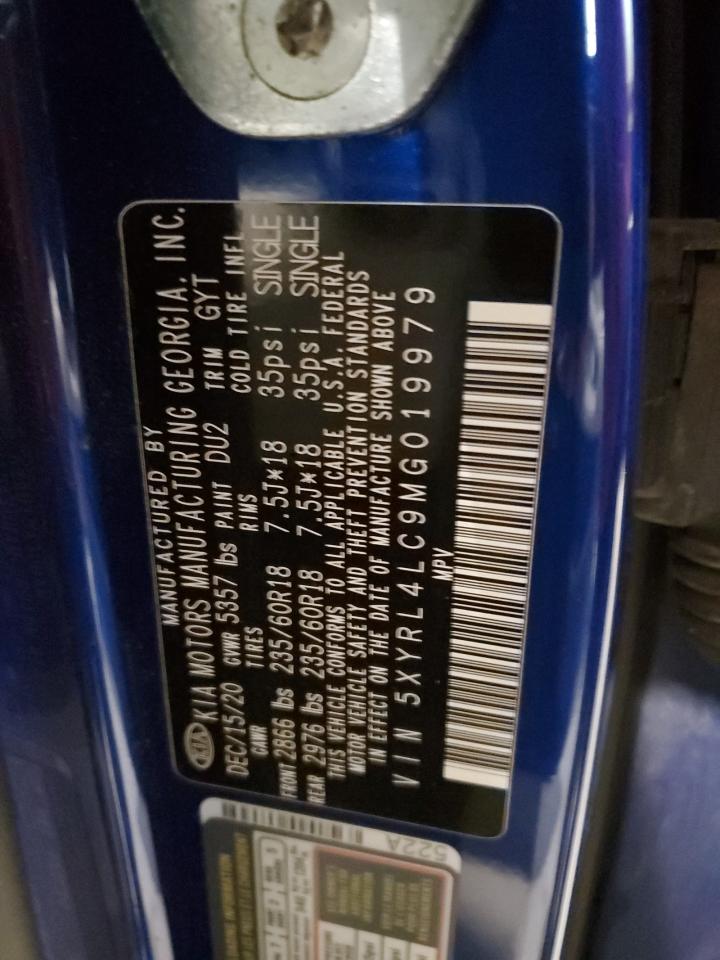 MANUFACTURED BY
KIA KIA MOTORS MANUFACTURING GEORGIA, INC.
DEC/15/20 GVWR 5357 lbs PAINT DU2 TRIM GYT
GAWR TIRES RIMS COLD TIRE INFL
FRONT 2866 lbs 235/60R18 7.5J*18 35psi SINGLE
REAR 2976 lbs 235/60R18 7.5J*18 35psi SINGLE
THIS VEHICLE CONFORMS TO ALL APPLICABLE U.S.A. FEDERAL
MOTOR VEHICLE SAFETY AND THEFT PREVENTION STANDARDS
IN EFFECT ON THE DATE OF MANUFACTURE SHOWN ABOVE
VIN 5XYRL4LC9MG019979
MPV
522A